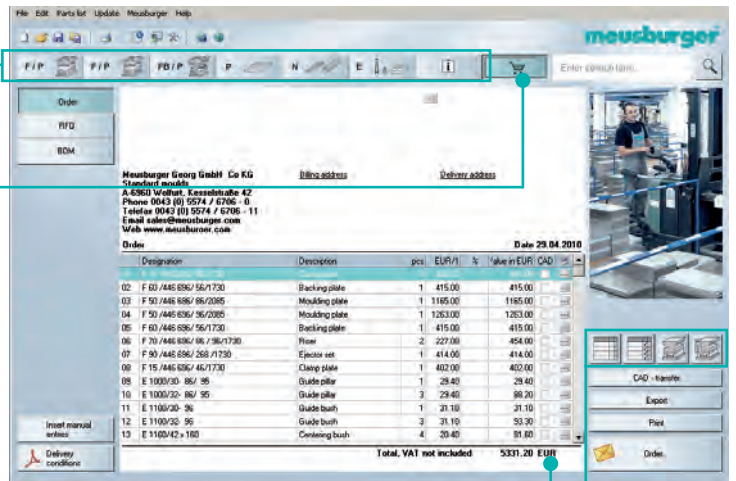 File Edit Parts list Update Meusburger Help
meusburger
F/P F/P FB/P P N E i
Enter search term...
Order
RFQ
BOM
Meusburger Georg GmbH Co KG
Standard moulds
A-6960 Wolfurt, Kesselstraße 42
Phone 0043 (0) 5574 / 6706 - 0
Telefax 0043 (0) 5574 / 6706 - 11
Email sales@meusburger.com
Web www.meusburger.com
Billing address
Delivery address
Order
Date 29.04.2010
Designation Description pcs EUR/1 % Value in EUR CAD
02 F 60 /446 696/ 56/1730 Backing plate 1 415.00 415.00
03 F 50 /446 696/ 86/2085 Moulding plate 1 1165.00 1165.00
04 F 50 /446 696/ 96/2085 Moulding plate 1 1263.00 1263.00
05 F 60 /446 696/ 56/1730 Backing plate 1 415.00 415.00
06 F 70 /446 696/ 86 / 96/1730 Riser 2 227.00 454.00
07 F 90 /446 696/ 268 /1730 Ejector set 1 414.00 414.00
08 F 15 /446 696/ 46/1730 Clamp plate 1 402.00 402.00
09 E 1000/30- 86/ 95 Guide pillar 1 29.40 29.40
10 E 1000/32- 86/ 95 Guide pillar 3 29.40 88.20
11 E 1100/30- 96 Guide bush 1 31.10 31.10
12 E 1100/32- 96 Guide bush 3 31.10 93.30
13 E 1160/42 x 160 Centering bush 4 20.40 81.60
Total, VAT not included 5331.20 EUR
Insert manual
entries
Delivery
conditions
CAD - transfer
Export
Print
Order